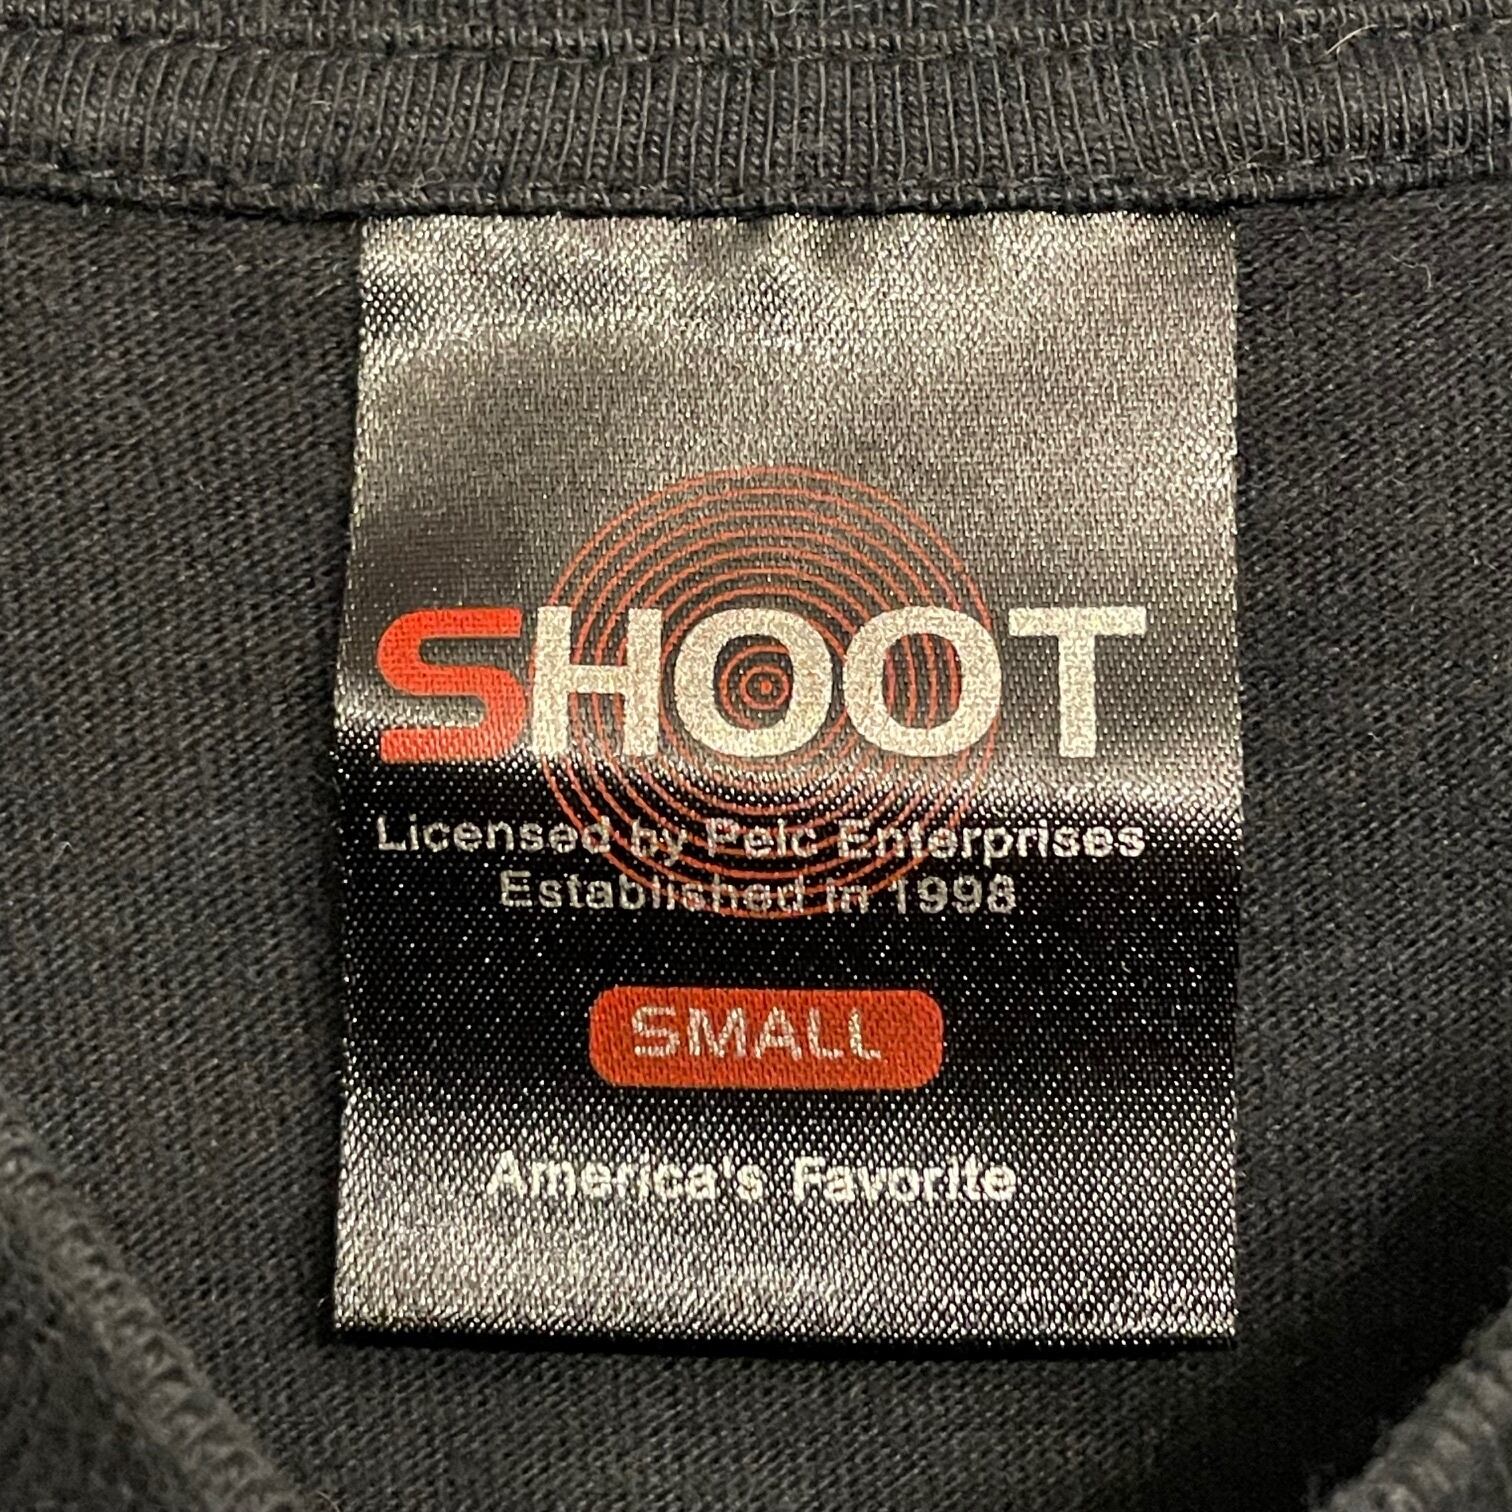 SHOOT
Licensed by Pelc Enterprises
Established in 1998
SMALL
America's Favorite